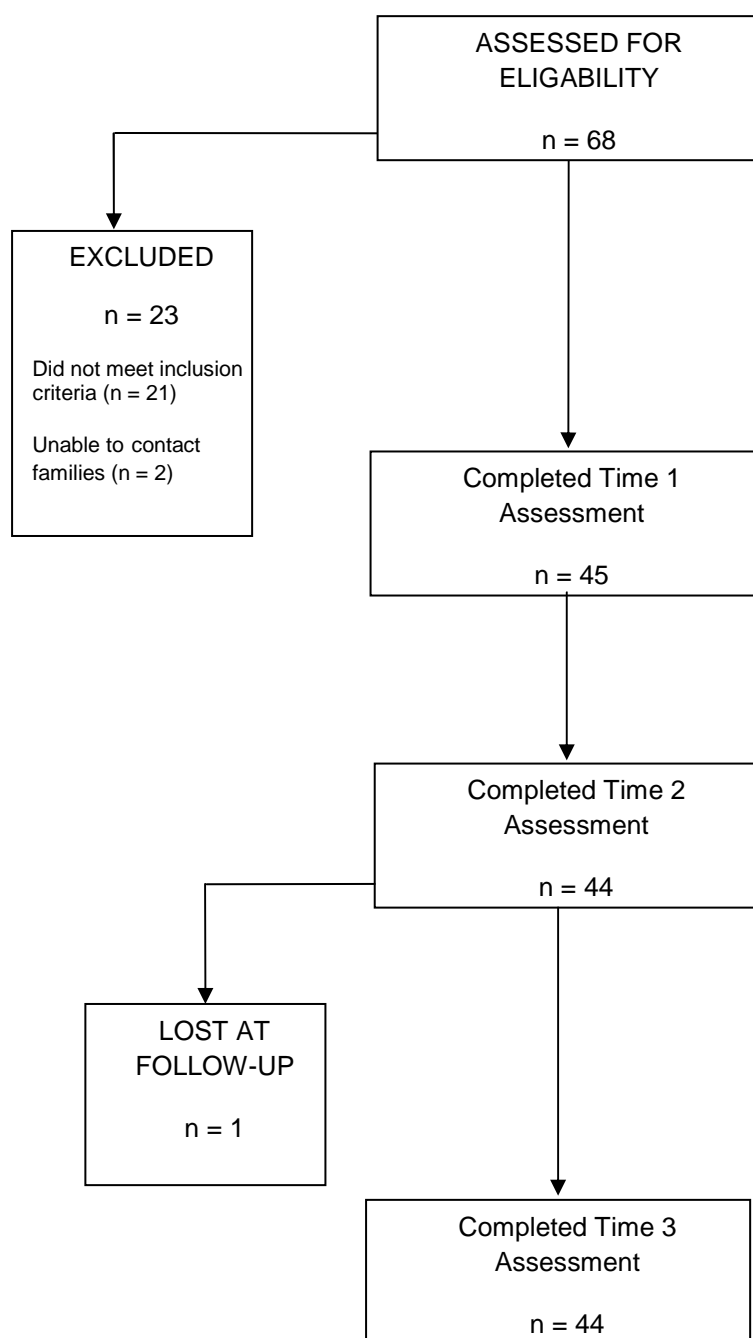 ASSESSED FOR
ELIGABILITY
n = 68
EXCLUDED
n = 23
Did not meet inclusion
criteria (n = 21)
Unable to contact
families (n = 2)
Completed Time 1
Assessment
n = 45
Completed Time 2
Assessment
n = 44
LOST AT
FOLLOW-UP
n = 1
Completed Time 3
Assessment
n = 44